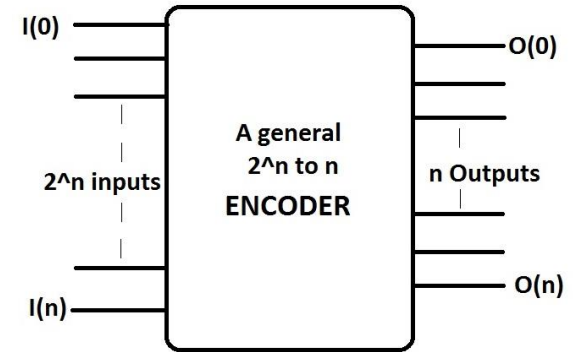 I(0)
O(0)
A general
2^n to n
ENCODER
2^n inputs
n Outputs
I(n)
O(n)